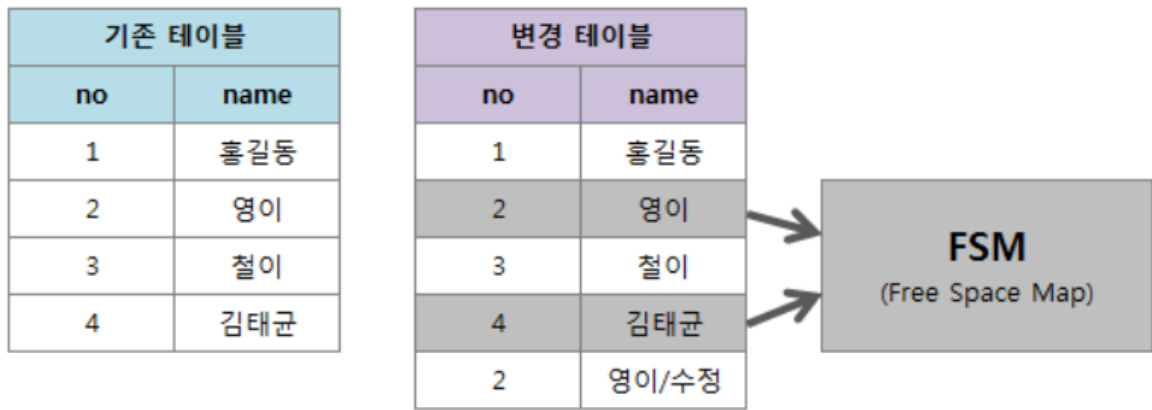 기존 테이블
no name
1 홍길동
2 영이
3 철이
4 김태균
변경 테이블
no name
1 홍길동
2 영이
3 철이
4 김태균
2 영이/수정
FSM
(Free Space Map)